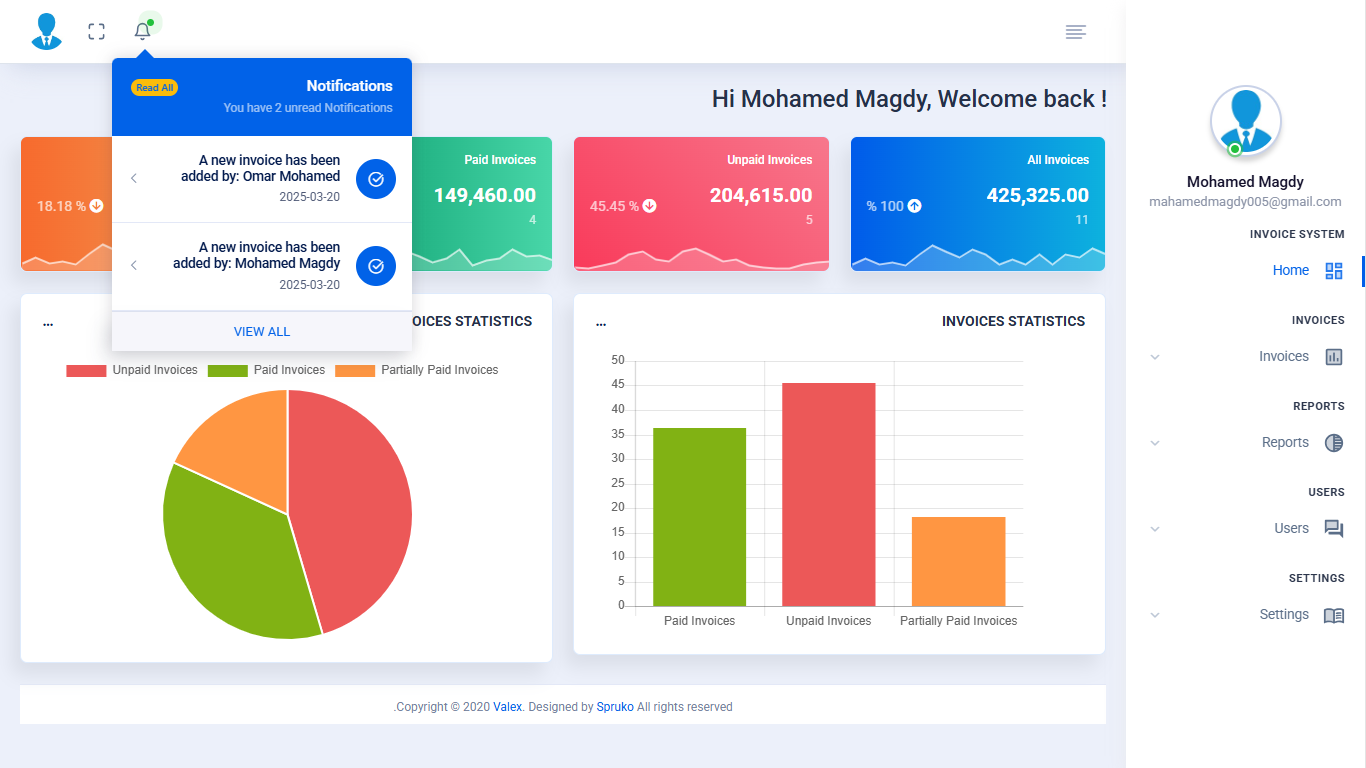 Hi Mohamed Magdy, Welcome back !
Notifications
Read All
You have 2 unread Notifications
A new invoice has been
added by: Omar Mohamed
2025-03-20
A new invoice has been
added by: Mohamed Magdy
2025-03-20
VIEW ALL
All Invoices
425,325.00
% 100
11
Unpaid Invoices
204,615.00
45.45 %
5
Paid Invoices
149,460.00
4
18.18 %
INVOICES STATISTICS
...
50
45
40
35
30
25
20
15
10
5
0
Paid Invoices
Unpaid Invoices
Partially Paid Invoices
OICES STATISTICS
...
Unpaid Invoices
Paid Invoices
Partially Paid Invoices
.Copyright © 2020 Valex. Designed by Spruko All rights reserved
Mohamed Magdy
mahamedmagdy005@gmail.com
INVOICE SYSTEM
Home
INVOICES
Invoices
REPORTS
Reports
USERS
Users
SETTINGS
Settings